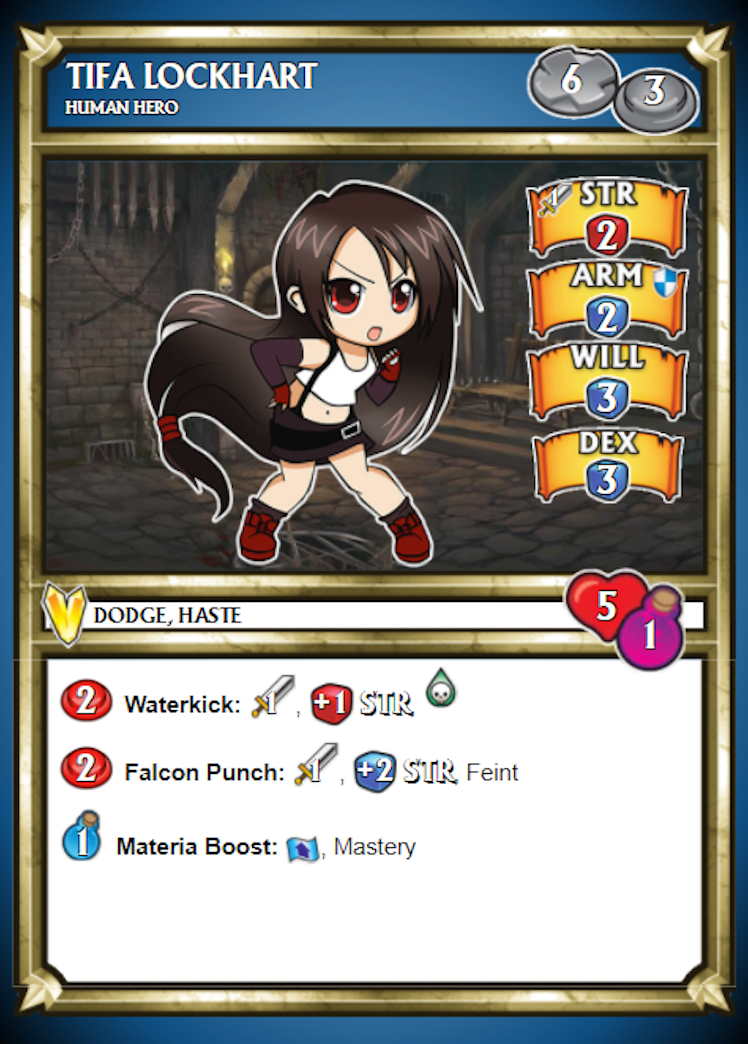 TIFA LOCKHART
HUMAN HERO
6 3
1 STR
2
ARM
2
WILL
3
DEX
3
DODGE, HASTE
5
1
2 Waterkick: 1, +1 STR
2 Falcon Punch: 1, +2 STR Feint
1 Materia Boost: , Mastery